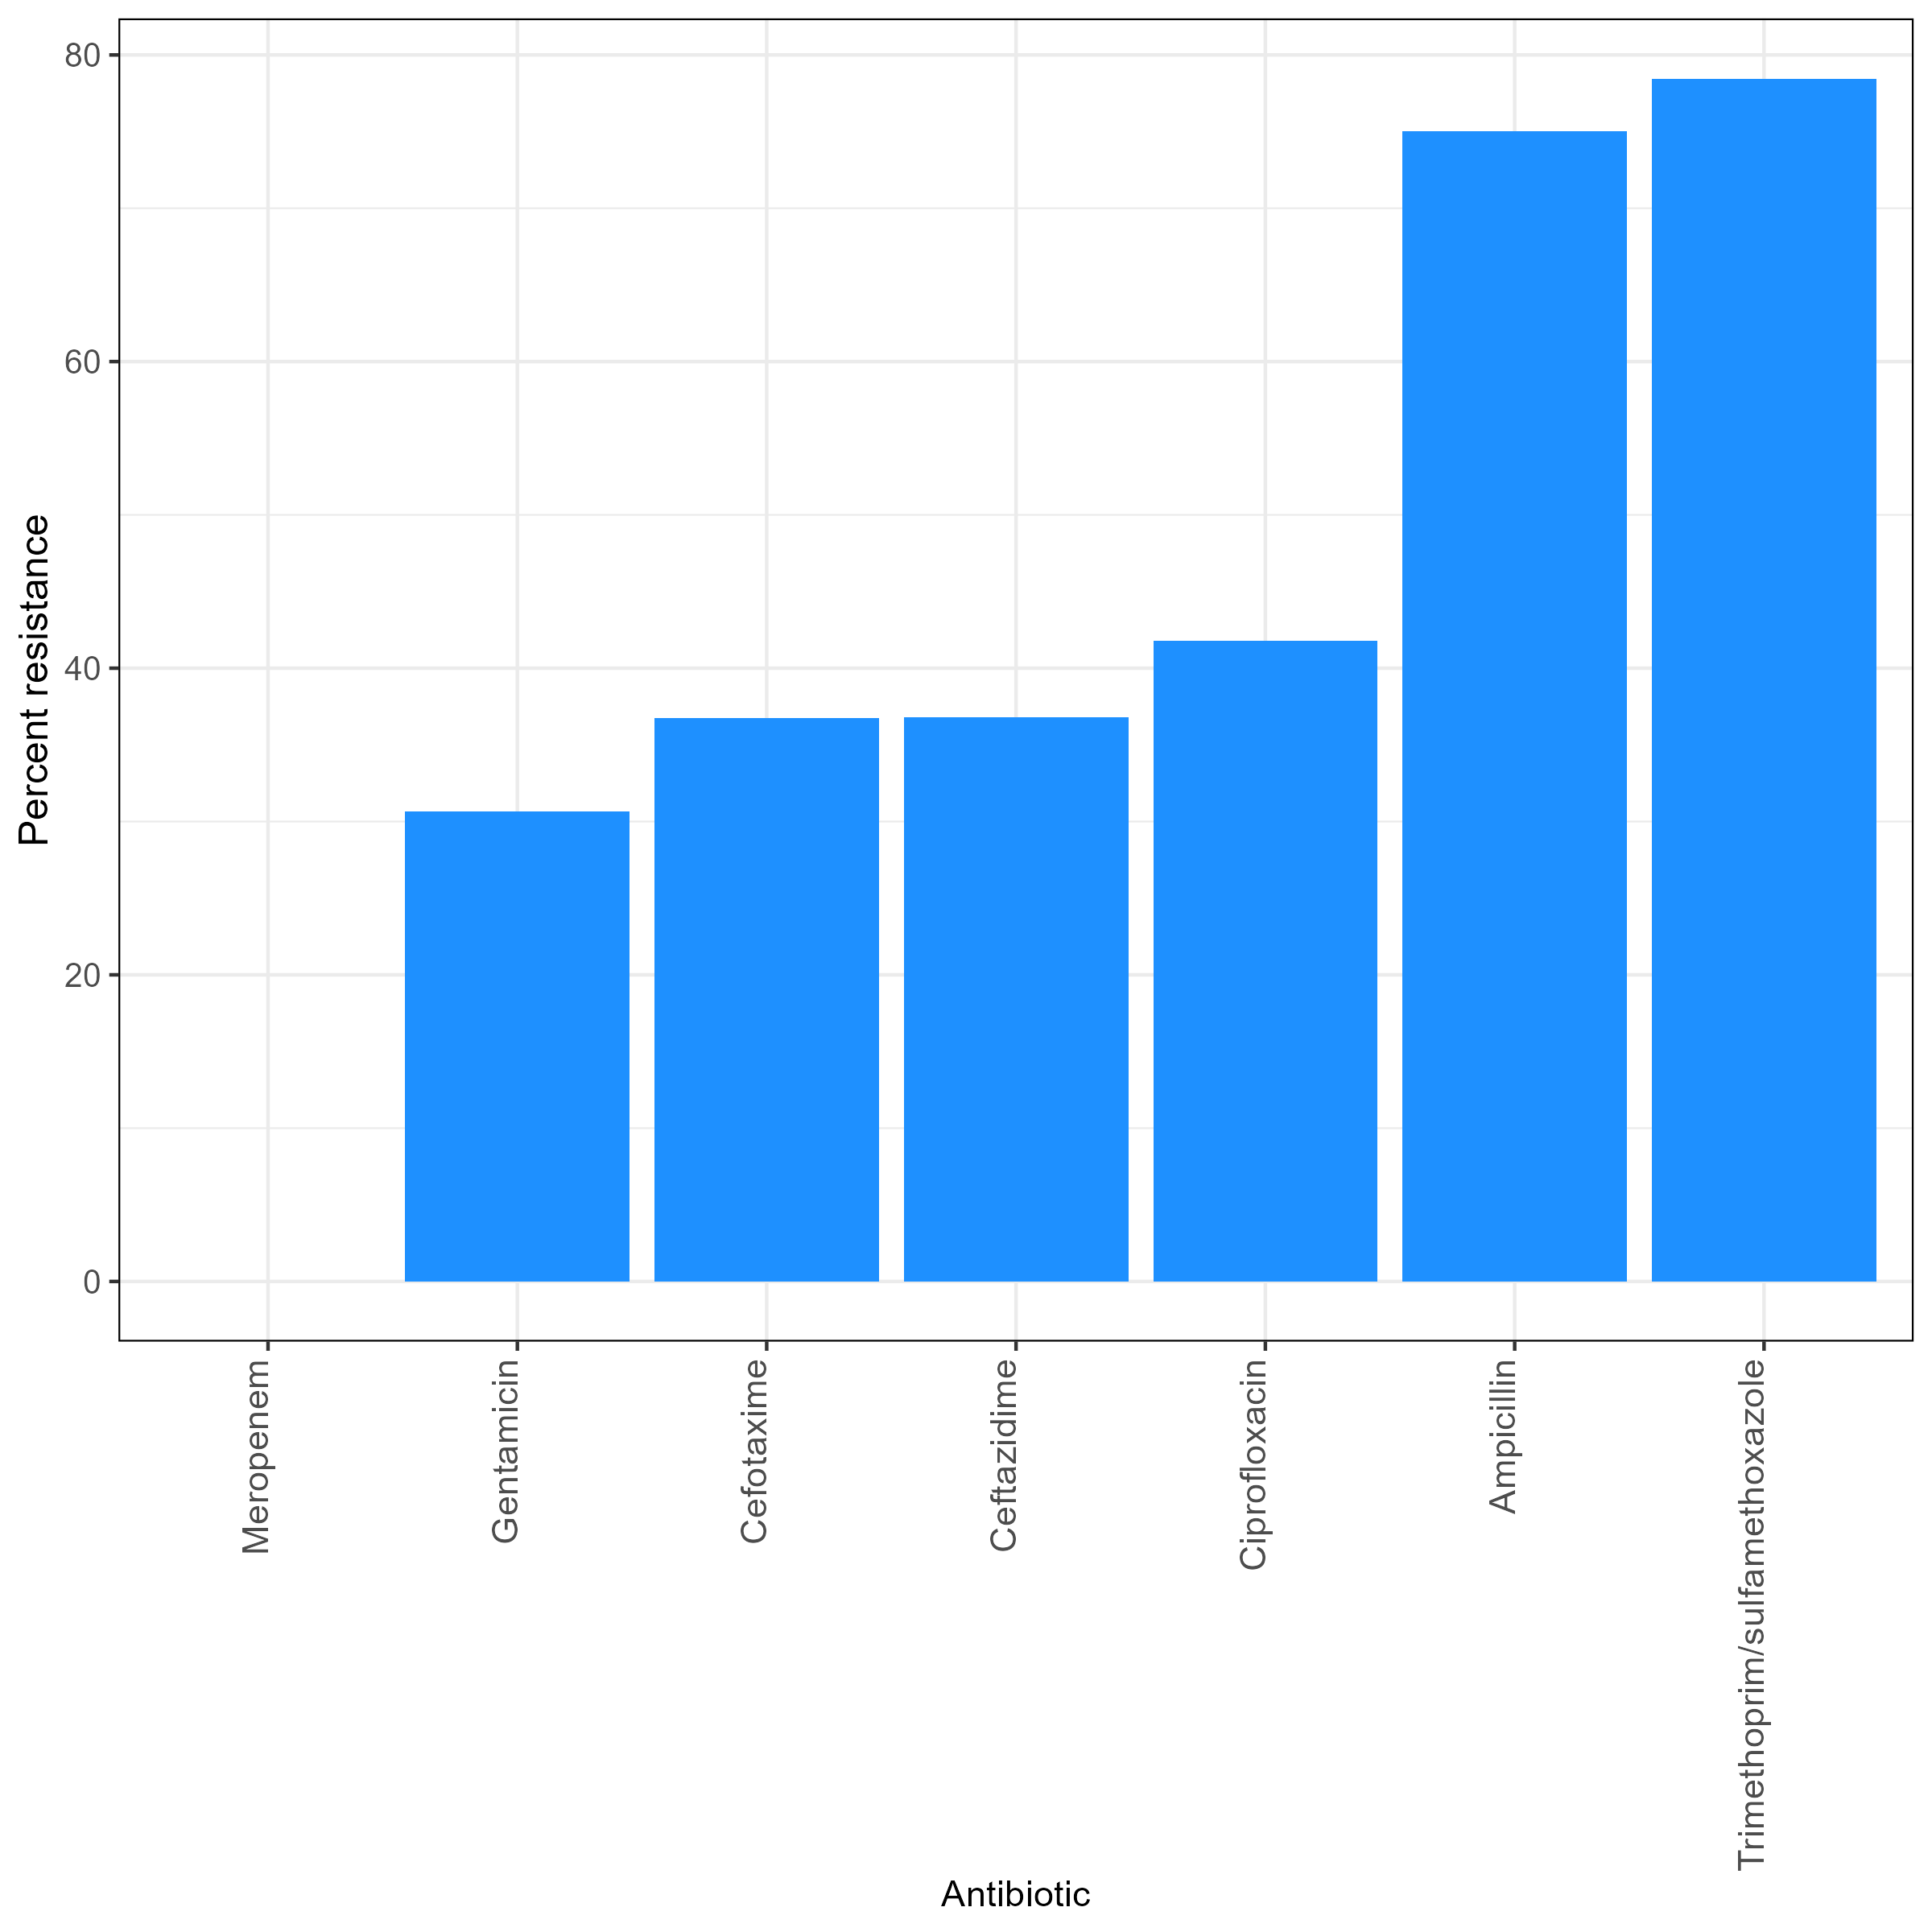 Percent resistance
80
60
40
20
0
Meropenem
Gentamicin
Cefotaxime
Ceftazidime
Ciprofloxacin
Ampicillin
Trimethoprim/sulfamethoxazole
Antibiotic